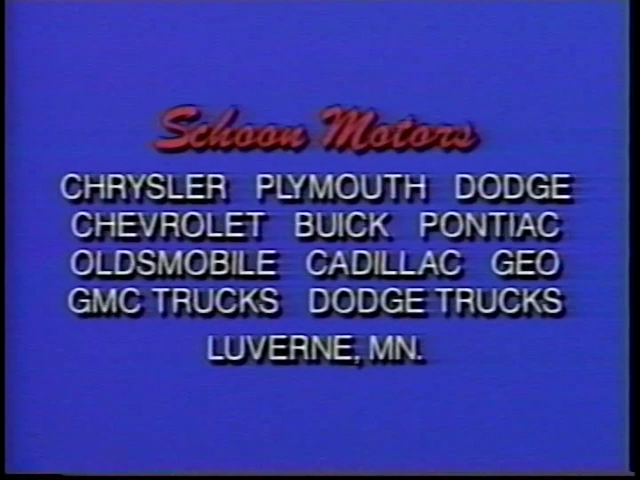 Schoon Motors
CHRYSLER PLYMOUTH DODGE
CHEVROLET BUICK PONTIAC
OLDSMOBILE CADILLAC GEO
GMC TRUCKS DODGE TRUCKS
LUVERNE, MN.